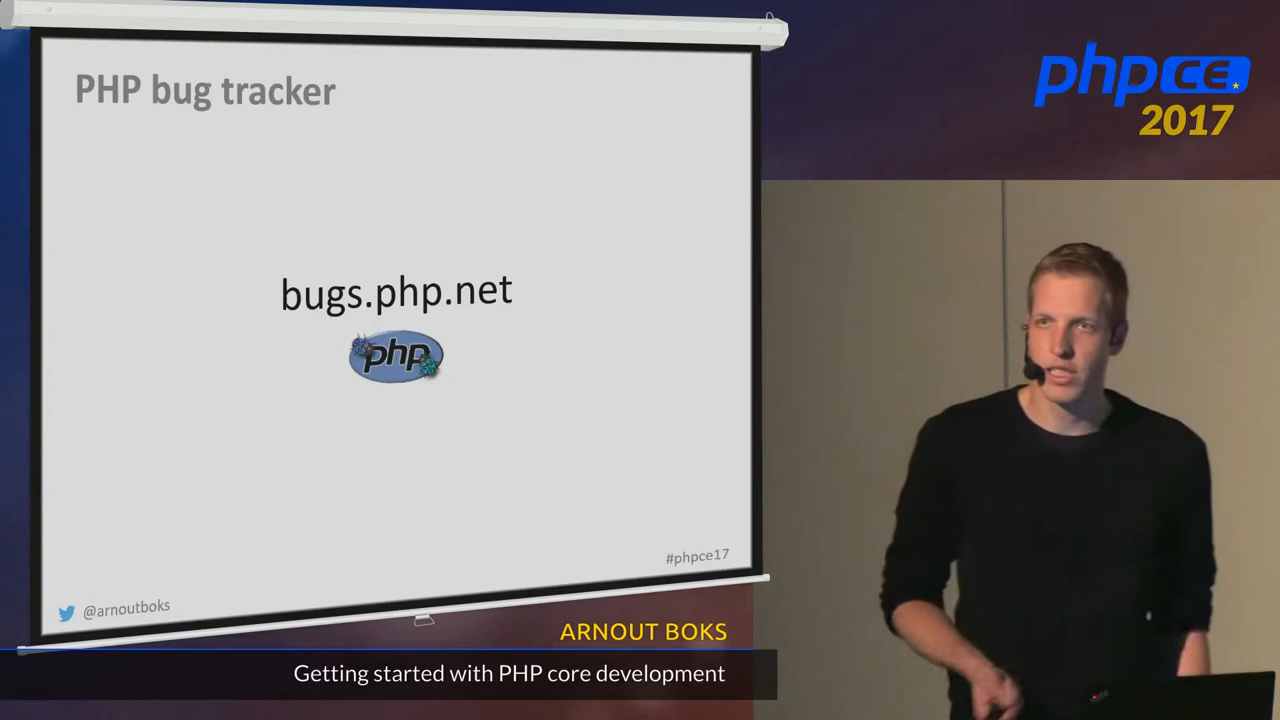 PHP bug tracker
bugs.php.net
php
#phpce17
@arnoutboks
phpCE
2017
ARNOUT BOKS
Getting started with PHP core development